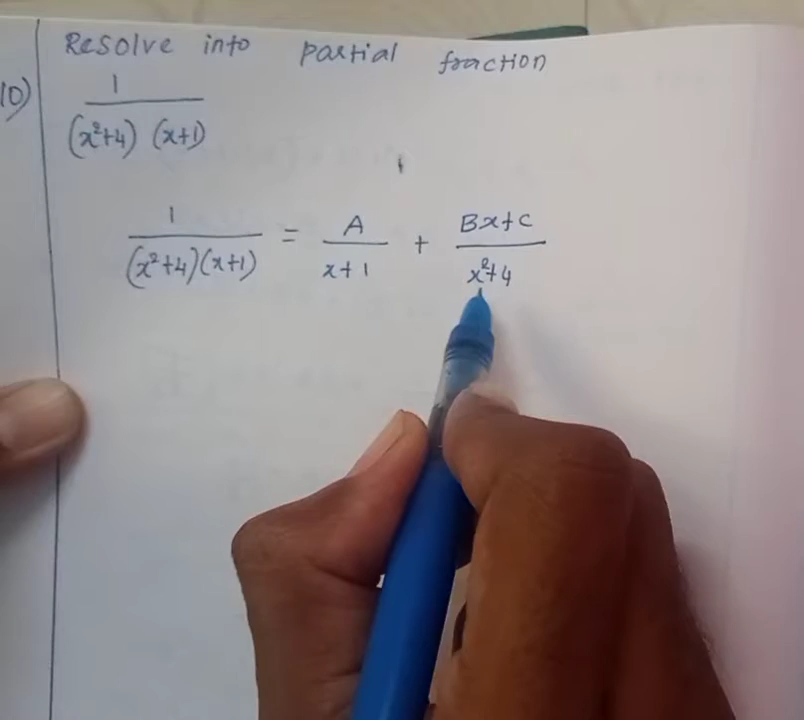 Resolve into partial fraction
10) 1
(x²+4) (x+1)
1 / (x²+4)(x+1) = A / x+1 + Bx+C / x²+4